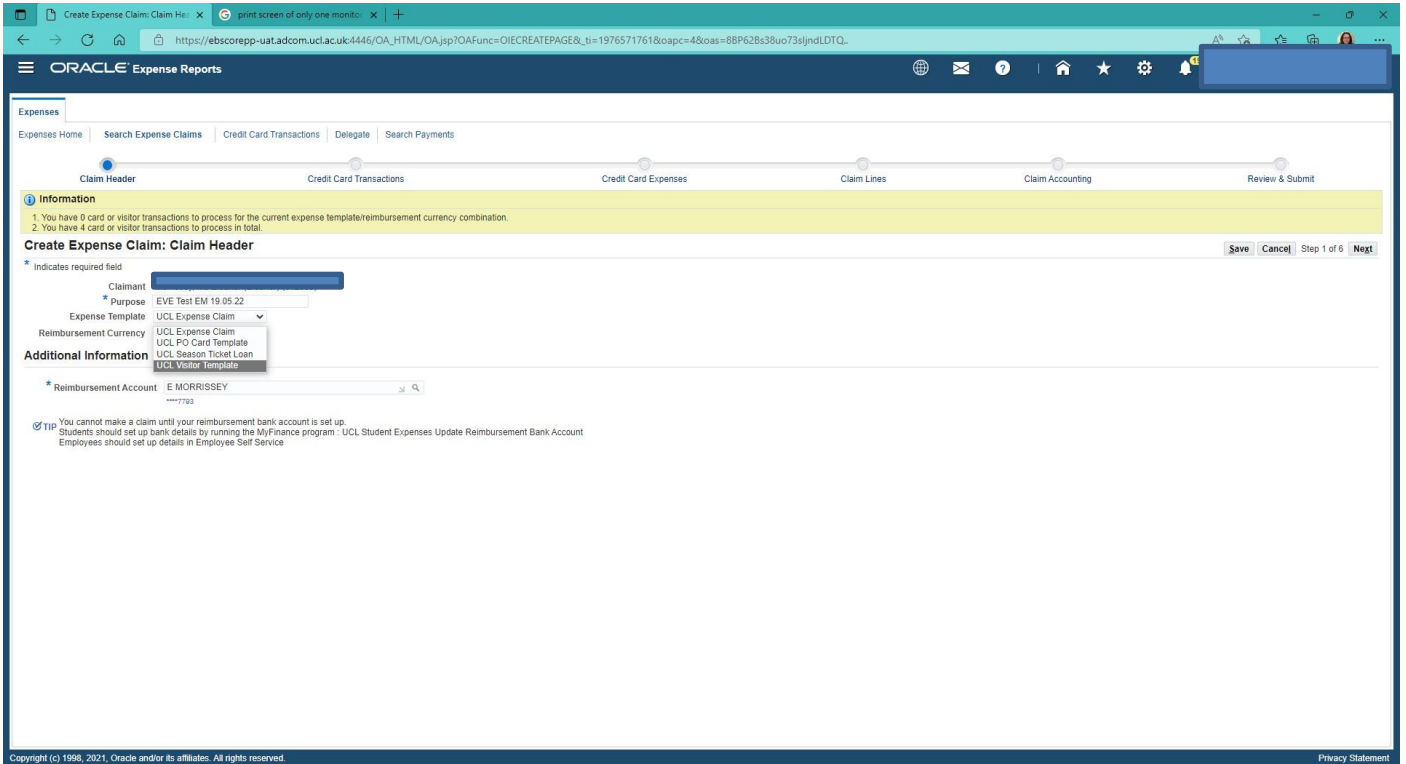 Create Expense Claim: Claim Hea
print screen of only one monitor
https://ebscorepp-uat.adcom.ucl.ac.uk:4446/OA_HTML/OA.jsp?OAFunc=OIECREATEPAGE&_ti=1976571761&oapc=4&oas=8BP62Bs38uo73sljndLDTQ..
ORACLE Expense Reports
Expenses
Expenses Home Search Expense Claims Credit Card Transactions Delegate Search Payments
Claim Header Credit Card Transactions Credit Card Expenses Claim Lines Claim Accounting Review & Submit
Information
1. You have 0 card or visitor transactions to process for the current expense template/reimbursement currency combination.
2. You have 4 card or visitor transactions to process in total.
Create Expense Claim: Claim Header
Save Cancel Step 1 of 6 Next
* Indicates required field
Claimant
* Purpose EVE Test EM 19.05.22
Expense Template UCL Expense Claim
Reimbursement Currency
UCL Expense Claim
UCL PO Card Template
UCL Season Ticket Loan
UCL Visitor Template
Additional Information
* Reimbursement Account E MORRISSEY
****7793
TIP You cannot make a claim until your reimbursement bank account is set up.
Students should set up bank details by running the MyFinance program : UCL Student Expenses Update Reimbursement Bank Account
Employees should set up details in Employee Self Service
Copyright (c) 1998, 2021, Oracle and/or its affiliates. All rights reserved.
Privacy Statement